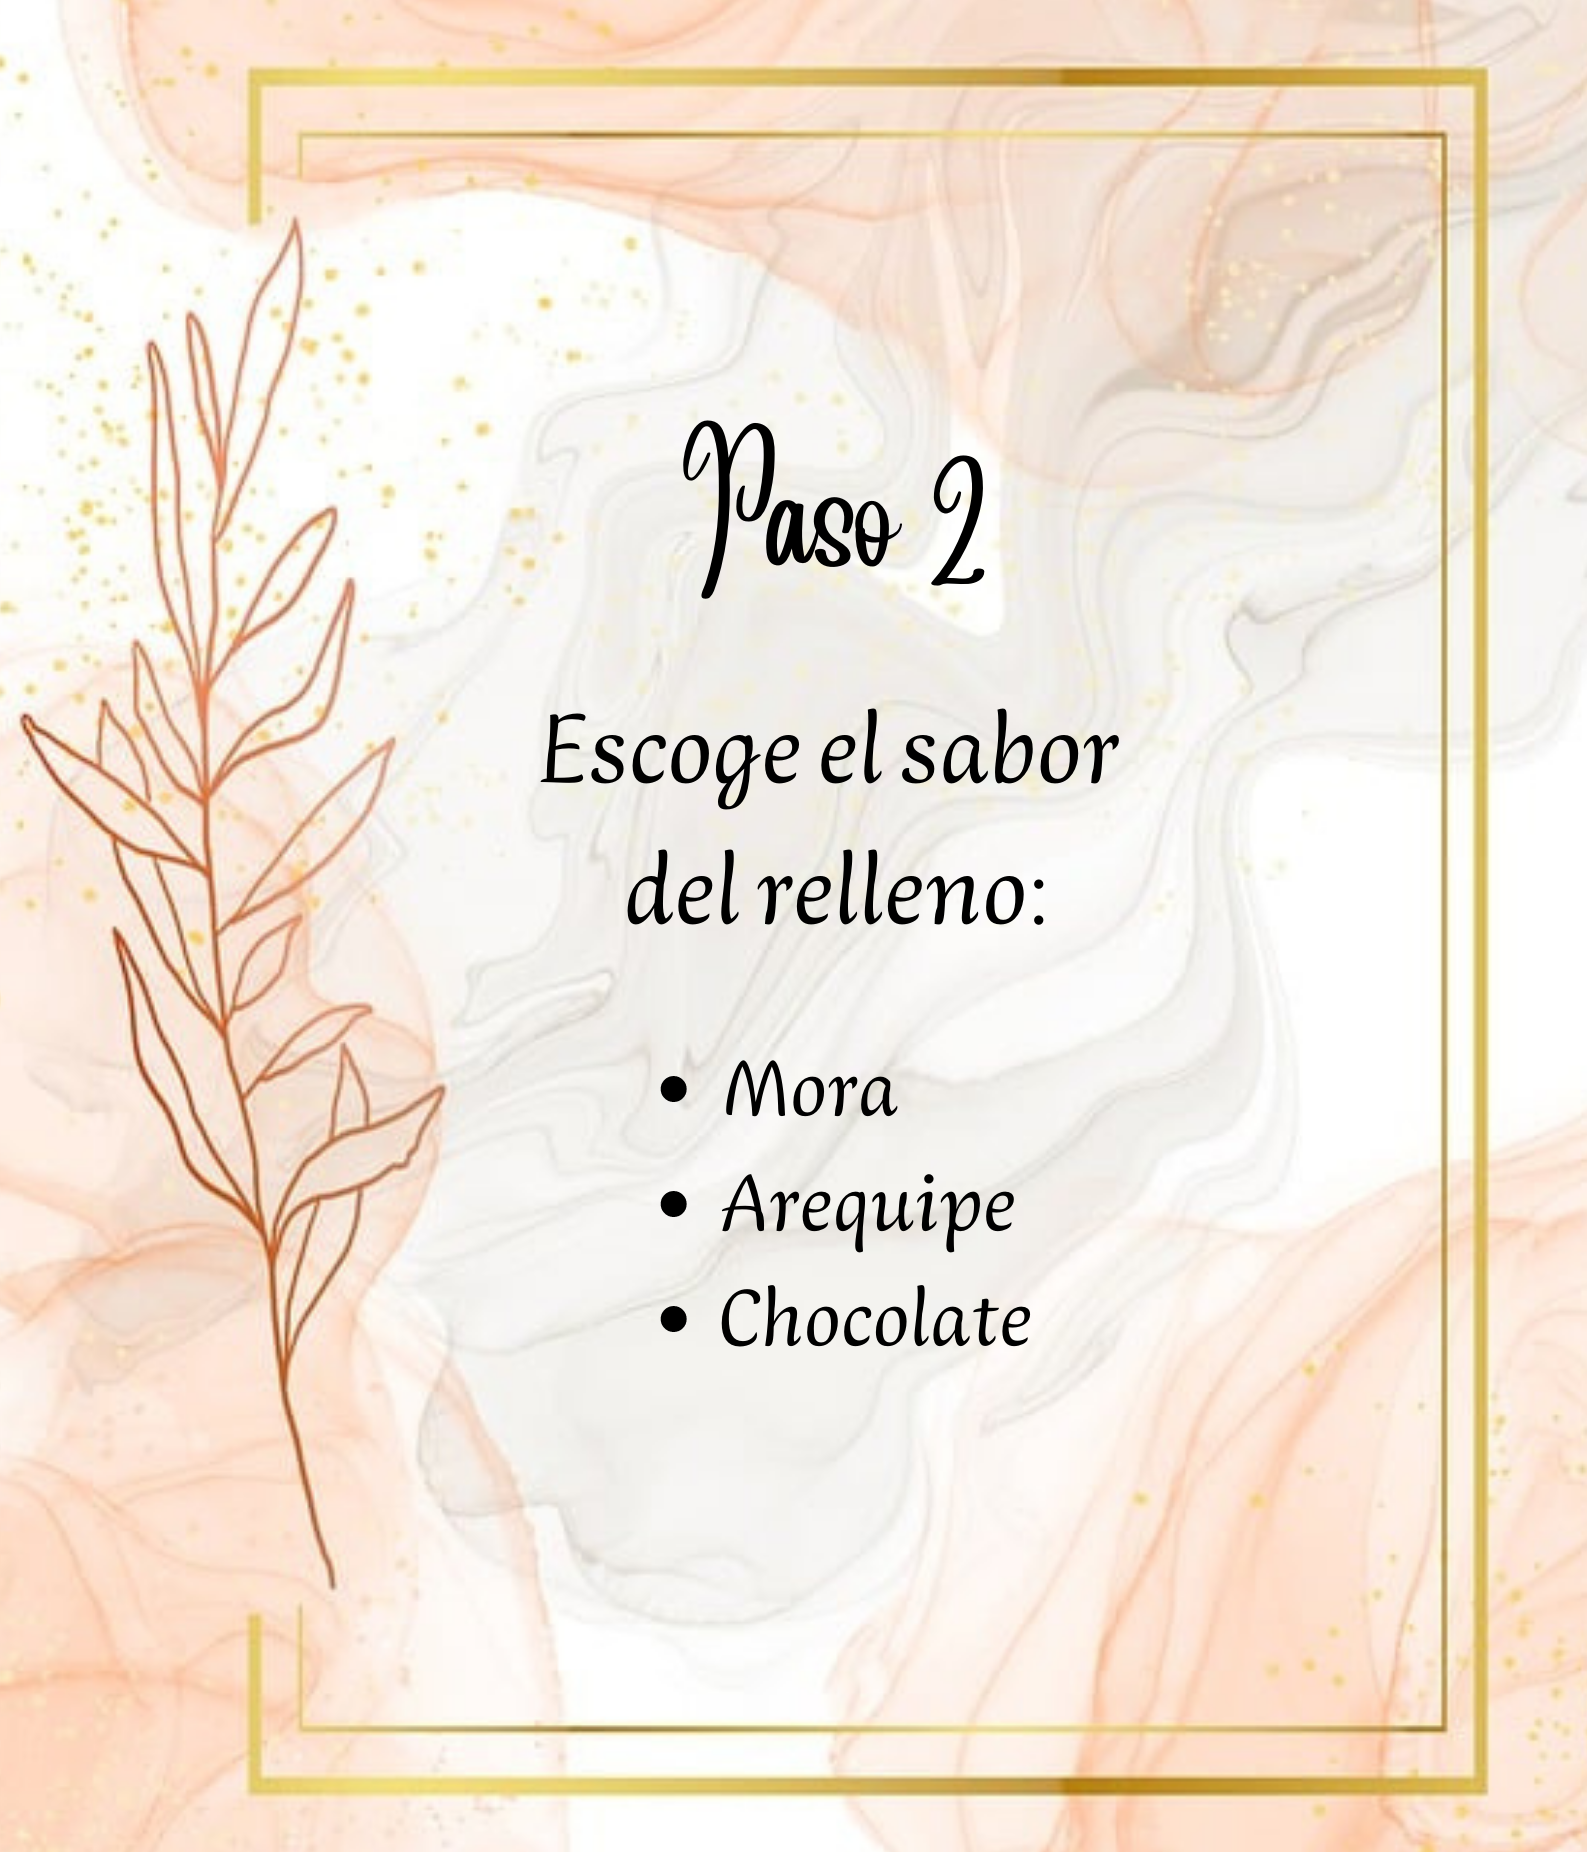 Paso 2
Escoge el sabor
del relleno:
• Mora
• Arequipe
• Chocolate